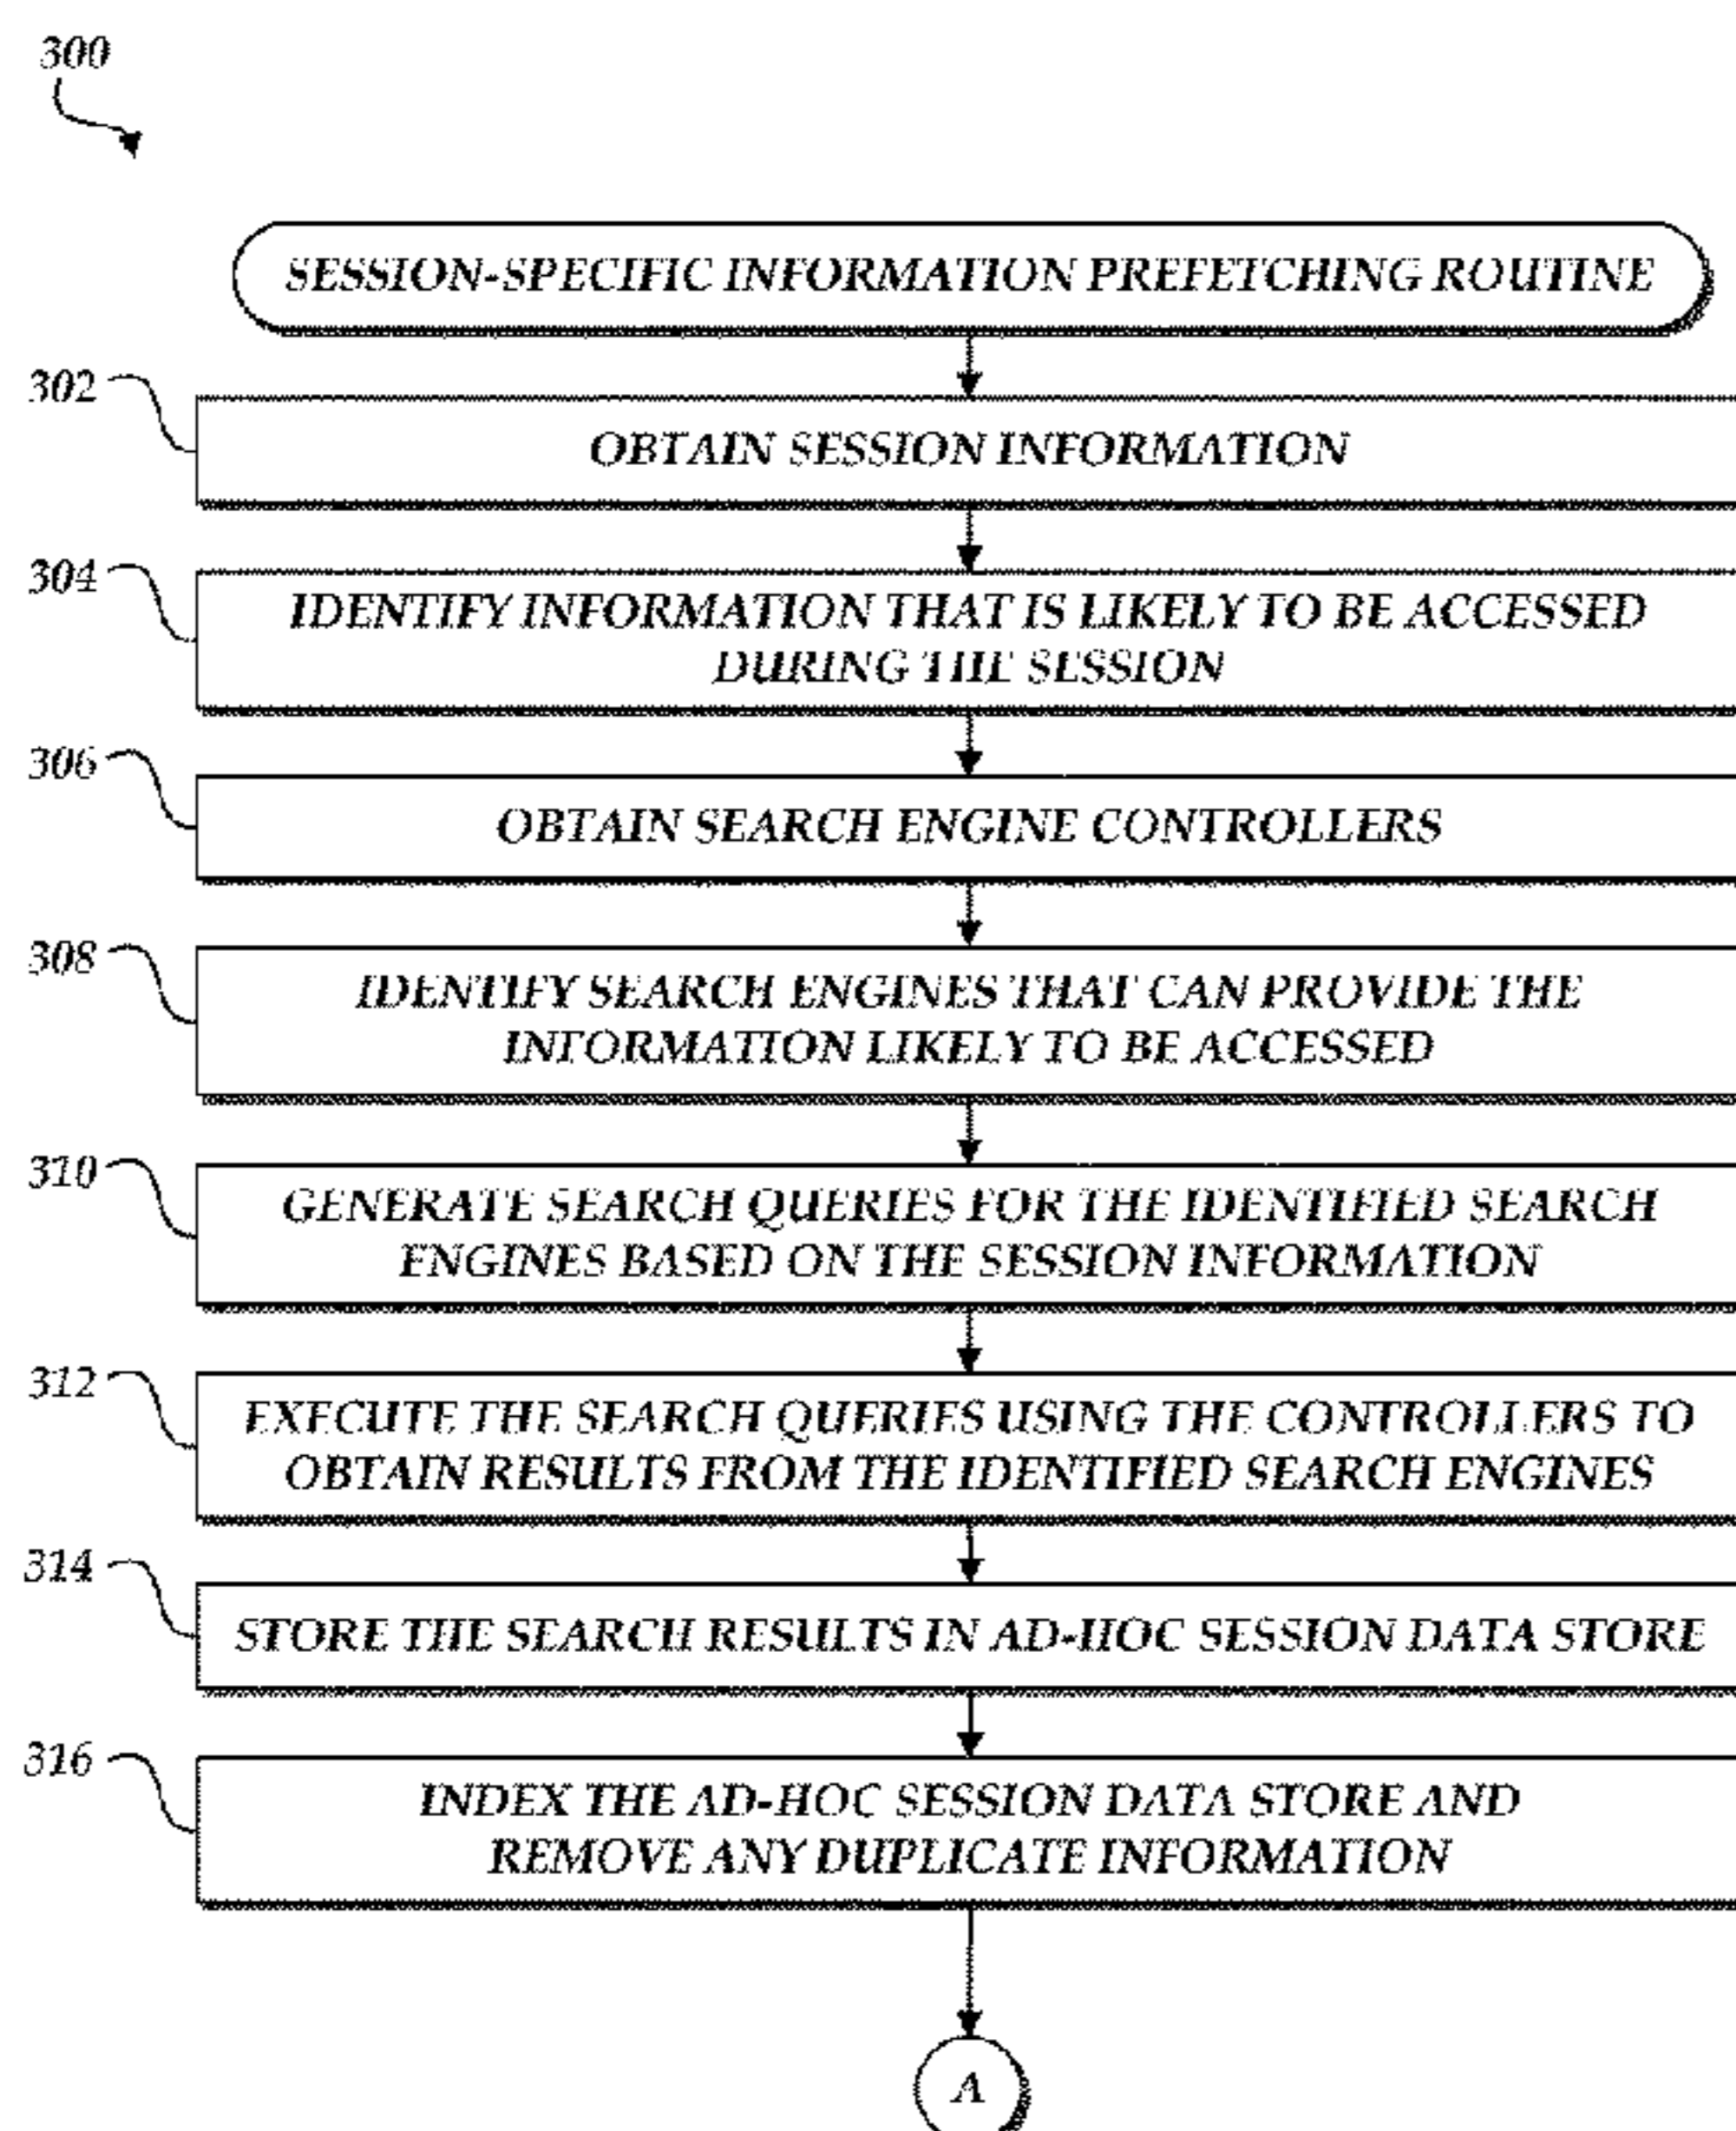 300
SESSION-SPECIFIC INFORMATION PREFETCHING ROUTINE
302
OBTAIN SESSION INFORMATION
304
IDENTIFY INFORMATION THAT IS LIKELY TO BE ACCESSED
DURING THE SESSION
306
OBTAIN SEARCH ENGINE CONTROLLERS
308
IDENTIFY SEARCH ENGINES THAT CAN PROVIDE THE
INFORMATION LIKELY TO BE ACCESSED
310
GENERATE SEARCH QUERIES FOR THE IDENTIFIED SEARCH
ENGINES BASED ON THE SESSION INFORMATION
312
EXECUTE THE SEARCH QUERIES USING THE CONTROLLERS TO
OBTAIN RESULTS FROM THE IDENTIFIED SEARCH ENGINES
314
STORE THE SEARCH RESULTS IN AD-HOC SESSION DATA STORE
316
INDEX THE AD-HOC SESSION DATA STORE AND
REMOVE ANY DUPLICATE INFORMATION
A